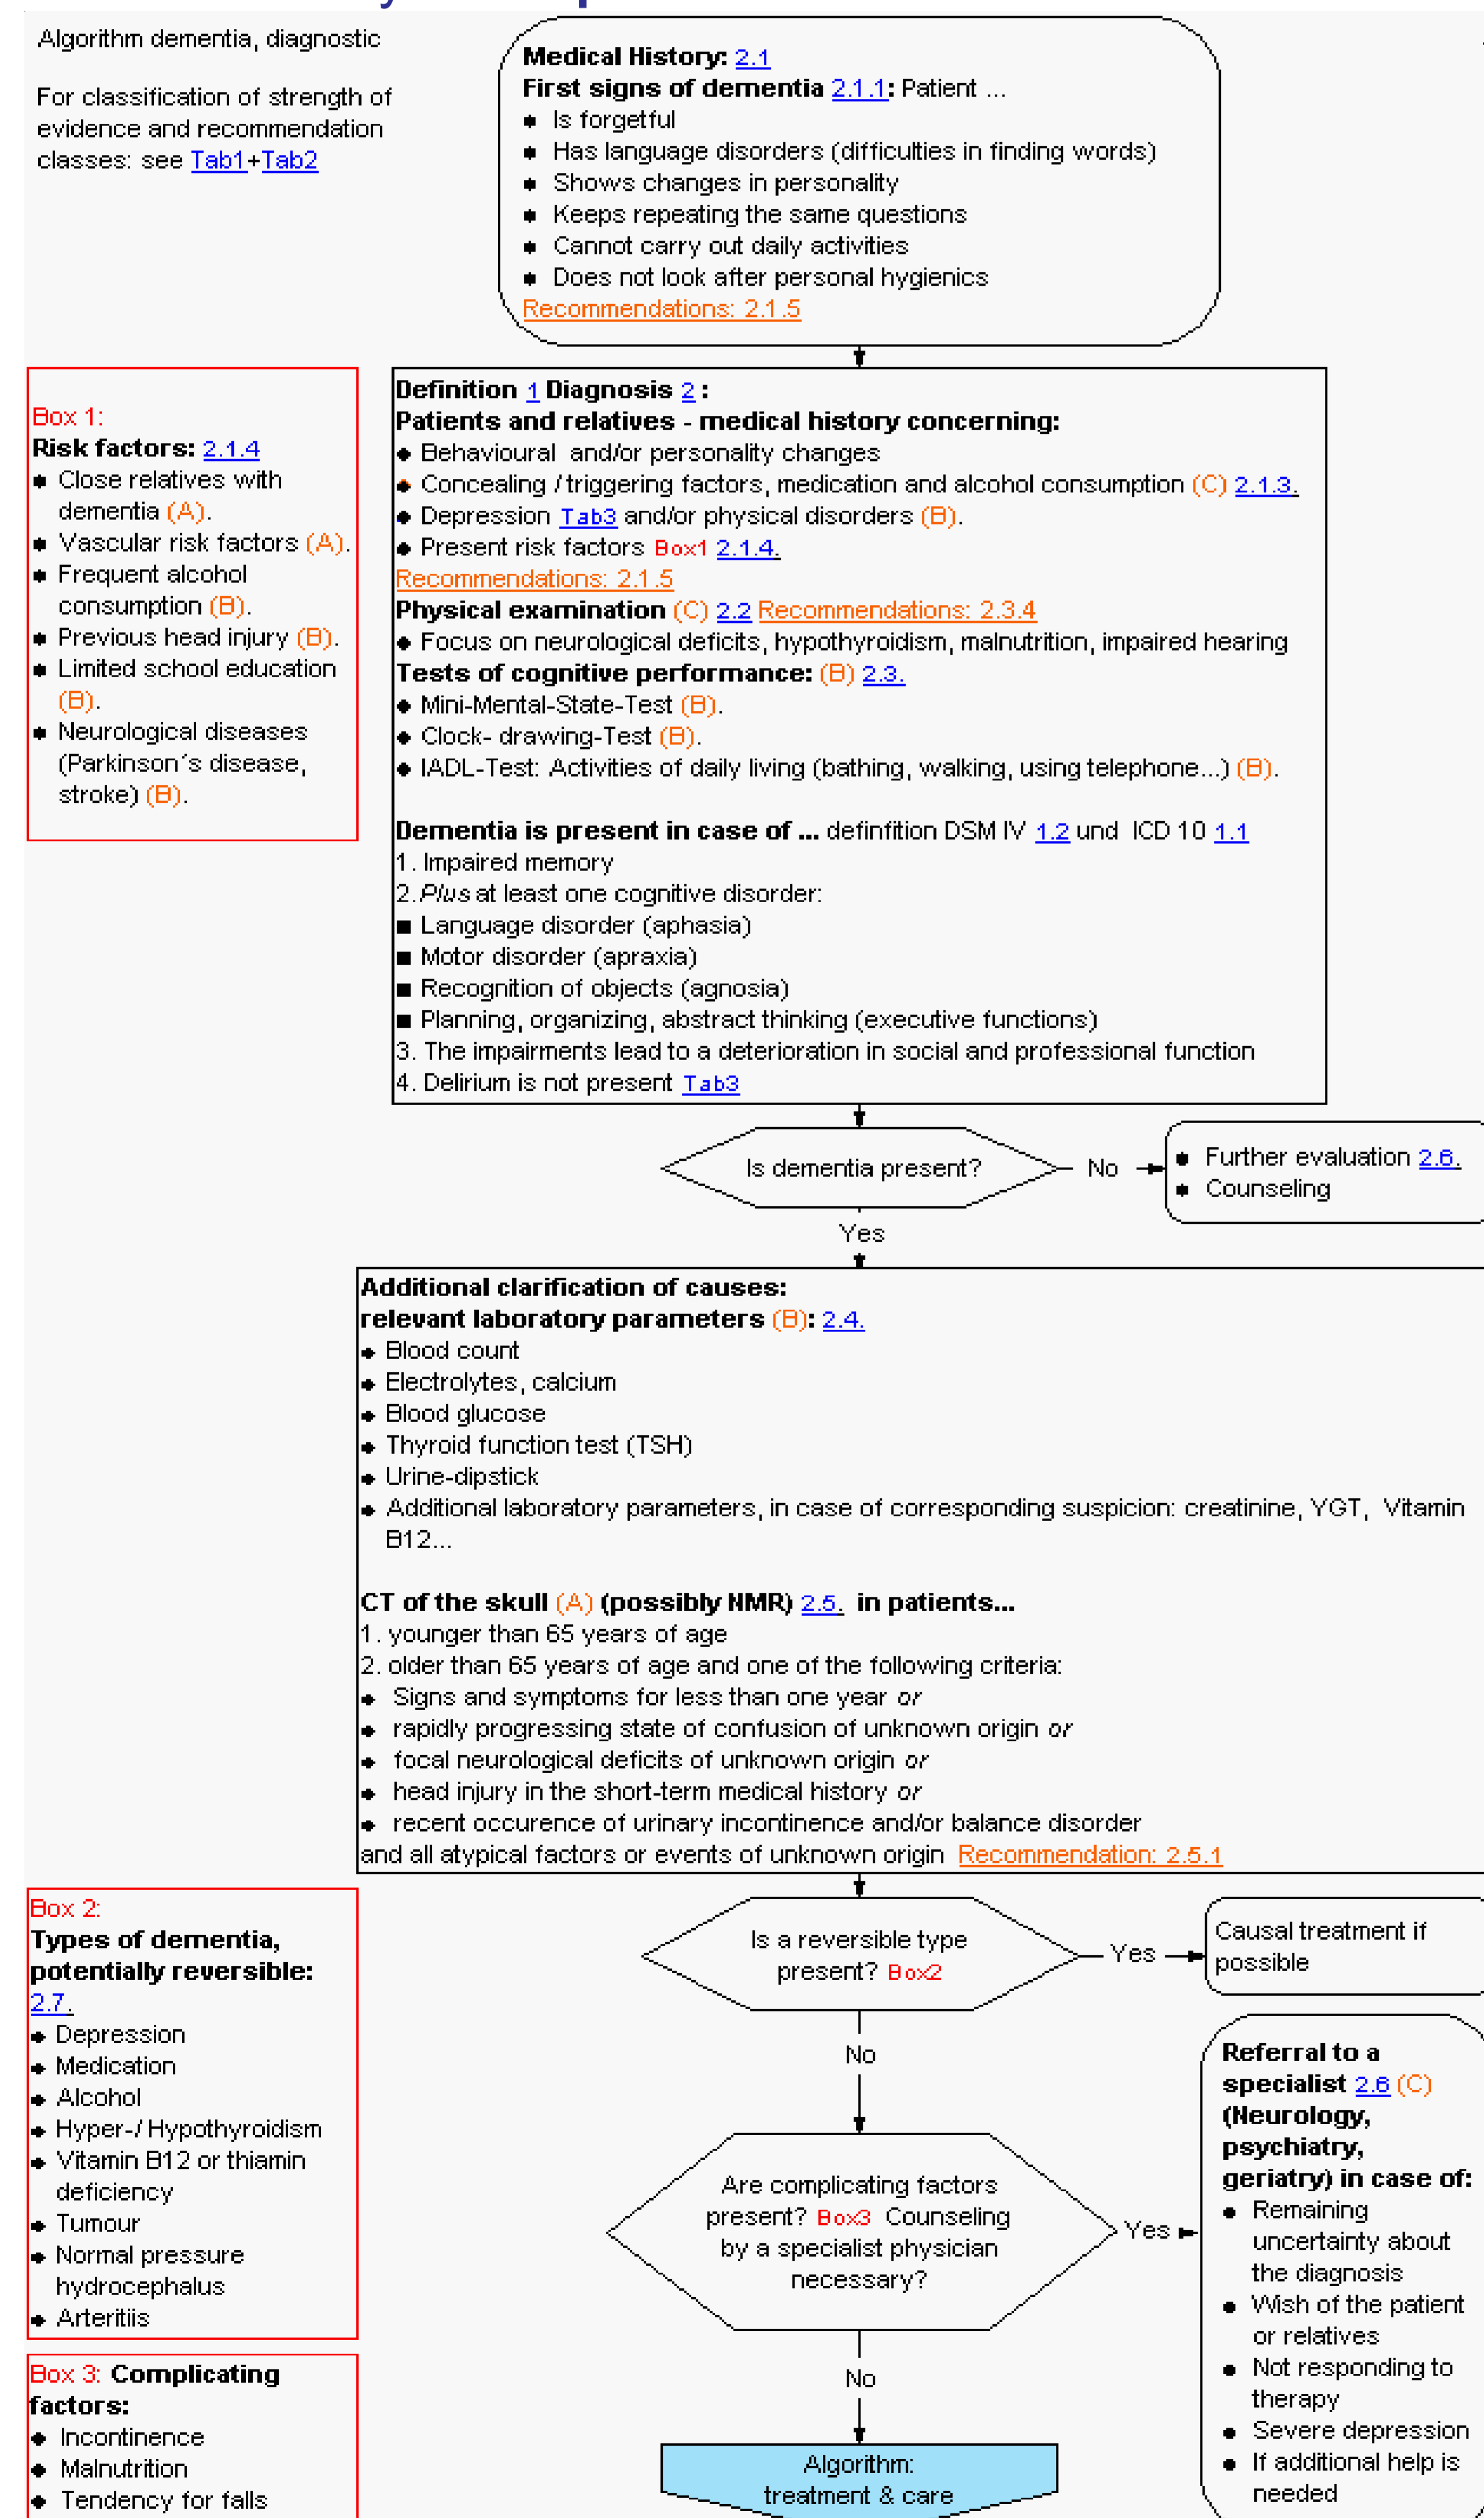 Algorithm dementia, diagnostic
For classification of strength of
evidence and recommendation
classes: see Tab1+Tab2
Medical History: 2.1
First signs of dementia 2.1.1: Patient ...
Is forgetful
Has language disorders (difficulties in finding words)
Shows changes in personality
Keeps repeating the same questions
Cannot carry out daily activities
Does not look after personal hygienics
Recommendations: 2.1.5
Box 1:
Risk factors: 2.1.4
Close relatives with
dementia (A).
Vascular risk factors (A).
Frequent alcohol
consumption (B).
Previous head injury (B).
Limited school education
(B).
Neurological diseases
(Parkinson´s disease,
stroke) (B).
Definition 1 Diagnosis 2 :
Patients and relatives - medical history concerning:
Behavioural and/or personality changes
Concealing / triggering factors, medication and alcohol consumption (C) 2.1.3.
Depression Tab3 and/or physical disorders (B).
Present risk factors Box1 2.1.4.
Recommendations: 2.1.5
Physical examination (C) 2.2 Recommendations: 2.3.4
Focus on neurological deficits, hypothyroidism, malnutrition, impaired hearing
Tests of cognitive performance: (B) 2.3.
Mini-Mental-State-Test (B).
Clock- drawing-Test (B).
IADL-Test: Activities of daily living (bathing, walking, using telephone...) (B).
Dementia is present in case of ... definfition DSM IV 1.2 und ICD 10 1.1
1. Impaired memory
2. Plus at least one cognitive disorder:
Language disorder (aphasia)
Motor disorder (apraxia)
Recognition of objects (agnosia)
Planning, organizing, abstract thinking (executive functions)
3. The impairments lead to a deterioration in social and professional function
4. Delirium is not present Tab3
Is dementia present?
No
Further evaluation 2.6.
Counseling
Yes
Additional clarification of causes:
relevant laboratory parameters (B): 2.4.
Blood count
Electrolytes, calcium
Blood glucose
Thyroid function test (TSH)
Urine-dipstick
Additional laboratory parameters, in case of corresponding suspicion: creatinine, YGT, Vitamin
B12...
CT of the skull (A) (possibly NMR) 2.5. in patients...
1. younger than 65 years of age
2. older than 65 years of age and one of the following criteria:
Signs and symptoms for less than one year or
rapidly progressing state of confusion of unknown origin or
focal neurological deficits of unknown origin or
head injury in the short-term medical history or
recent occurence of urinary incontinence and/or balance disorder
and all atypical factors or events of unknown origin Recommendation: 2.5.1
Box 2:
Types of dementia,
potentially reversible:
2.7.
Depression
Medication
Alcohol
Hyper-/ Hypothyroidism
Vitamin B12 or thiamin
deficiency
Tumour
Normal pressure
hydrocephalus
Arteritiis
Is a reversible type
present? Box2
Yes
Causal treatment if
possible
No
Are complicating factors
present? Box3 Counseling
by a specialist physician
necessary?
Yes
Referral to a
specialist 2.6 (C)
(Neurology,
psychiatry,
geriatry) in case of:
Remaining
uncertainty about
the diagnosis
Wish of the patient
or relatives
Not responding to
therapy
Severe depression
If additional help is
needed
No
Box 3: Complicating
factors:
Incontinence
Malnutrition
Tendency for falls
Algorithm:
treatment & care